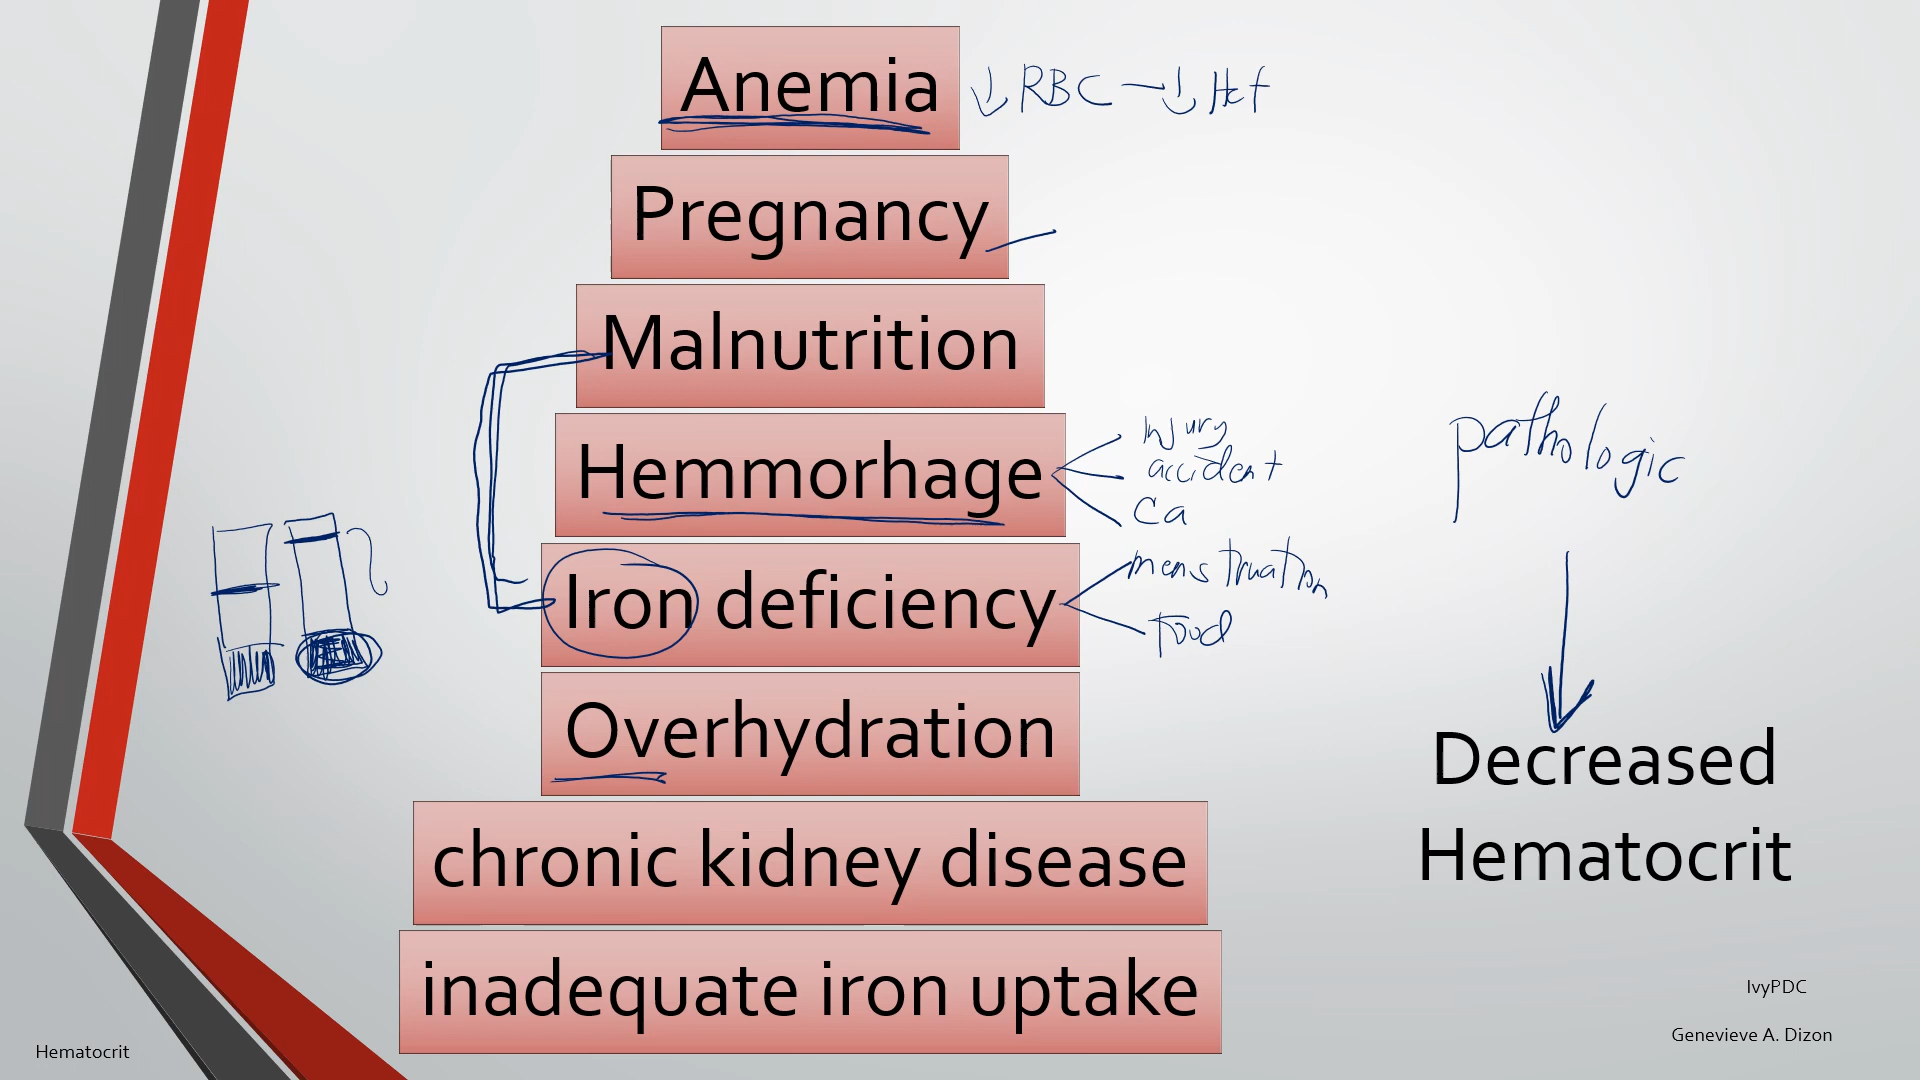 Anemia ↓ RBC → ↓ Hct
Pregnancy
Malnutrition
Hemmorhage
Injury
accident
Ca
Iron deficiency
menstruation
food
Overhydration
chronic kidney disease
inadequate iron uptake
pathologic
Decreased
Hematocrit
IvyPDC
Genevieve A. Dizon
Hematocrit